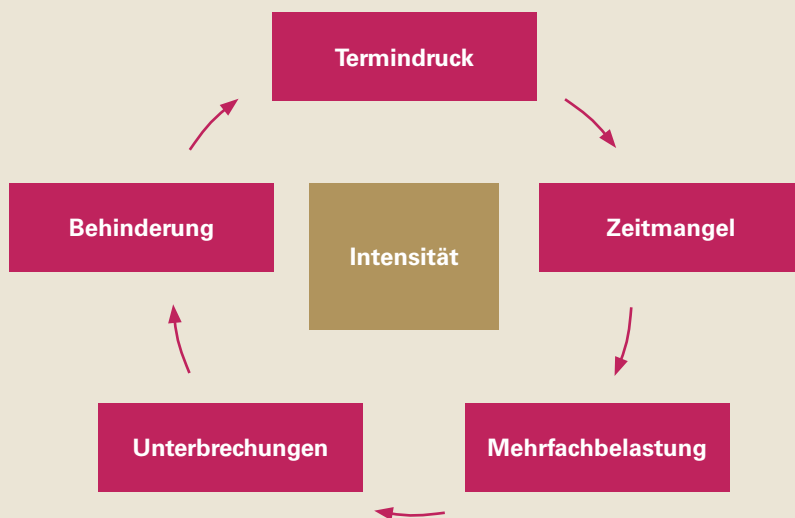 Termindruck
Behinderung
Intensität
Zeitmangel
Unterbrechungen
Mehrfachbelastung